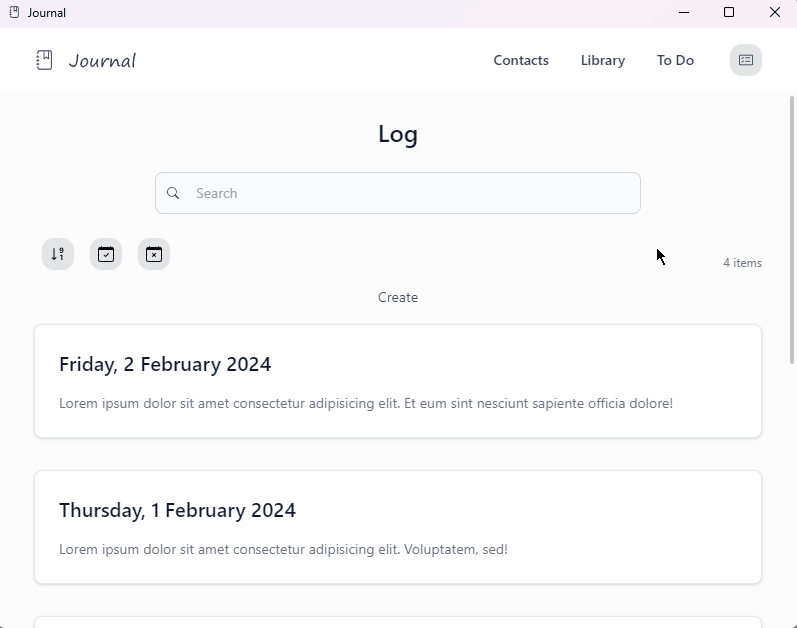 Journal
Journal
Contacts
Library
To Do
Log
Search
4 items
Create
Friday, 2 February 2024
Lorem ipsum dolor sit amet consectetur adipisicing elit. Et eum sint nesciunt sapiente officia dolore!
Thursday, 1 February 2024
Lorem ipsum dolor sit amet consectetur adipisicing elit. Voluptatem, sed!